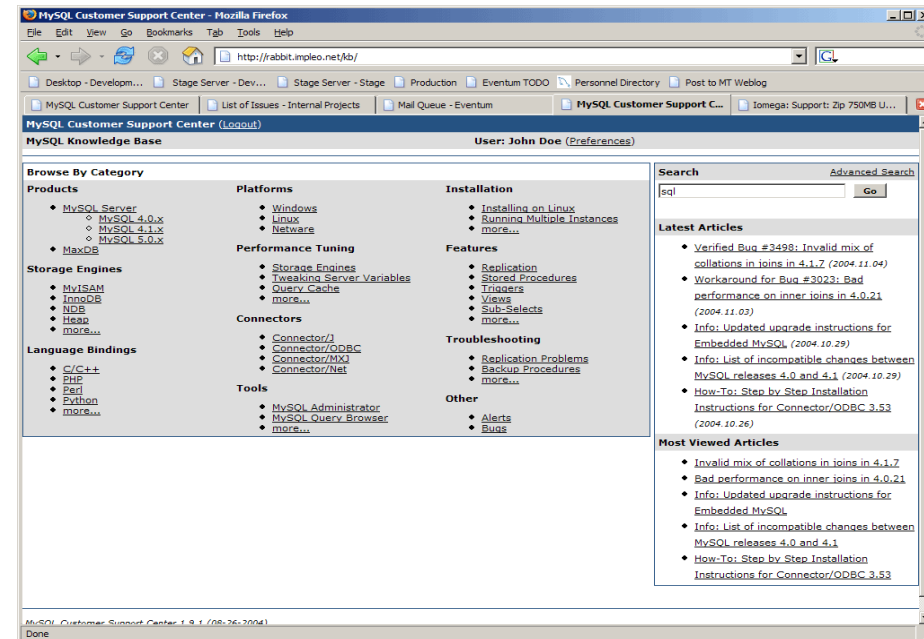 MySQL Customer Support Center - Mozilla Firefox
File Edit View Go Bookmarks Tab Tools Help
http://rabbit.impleo.net/kb/
Desktop - Developm... Stage Server - Dev... Stage Server - Stage Production Eventum TODO Personnel Directory Post to MT Weblog
MySQL Customer Support Center List of Issues - Internal Projects Mail Queue - Eventum MySQL Customer Support C... Iomega: Support: Zip 750MB U...
MySQL Customer Support Center (Logout)
MySQL Knowledge Base User: John Doe (Preferences)
Browse By Category
Products
MySQL Server
MySQL 4.0.x
MySQL 4.1.x
MySQL 5.0.x
MaxDB
Storage Engines
MyISAM
InnoDB
NDB
Heap
more...
Language Bindings
C/C++
PHP
Perl
Python
more...
Platforms
Windows
Linux
Netware
Performance Tuning
Storage Engines
Tweaking Server Variables
Query Cache
more...
Connectors
Connector/J
Connector/ODBC
Connector/MXJ
Connector/Net
Tools
MySQL Administrator
MySQL Query Browser
more...
Installation
Installing on Linux
Running Multiple Instances
more...
Features
Replication
Stored Procedures
Triggers
Views
Sub-Selects
more...
Troubleshooting
Replication Problems
Backup Procedures
more...
Other
Alerts
Bugs
Search Advanced Search
sql Go
Latest Articles
Verified Bug #3498: Invalid mix of
collations in joins in 4.1.7 (2004.11.04)
Workaround for Bug #3023: Bad
performance on inner joins in 4.0.21
(2004.11.03)
Info: Updated upgrade instructions for
Embedded MySQL (2004.10.29)
Info: List of incompatible changes between
MySQL releases 4.0 and 4.1 (2004.10.29)
How-To: Step by Step Installation
Instructions for Connector/ODBC 3.53
(2004.10.26)
Most Viewed Articles
Invalid mix of collations in joins in 4.1.7
Bad performance on inner joins in 4.0.21
Info: Updated upgrade instructions for
Embedded MySQL
Info: List of incompatible changes between
MySQL releases 4.0 and 4.1
How-To: Step by Step Installation
Instructions for Connector/ODBC 3.53
MySQL Customer Support Center 1.9.1 (08-26-2004)
Done